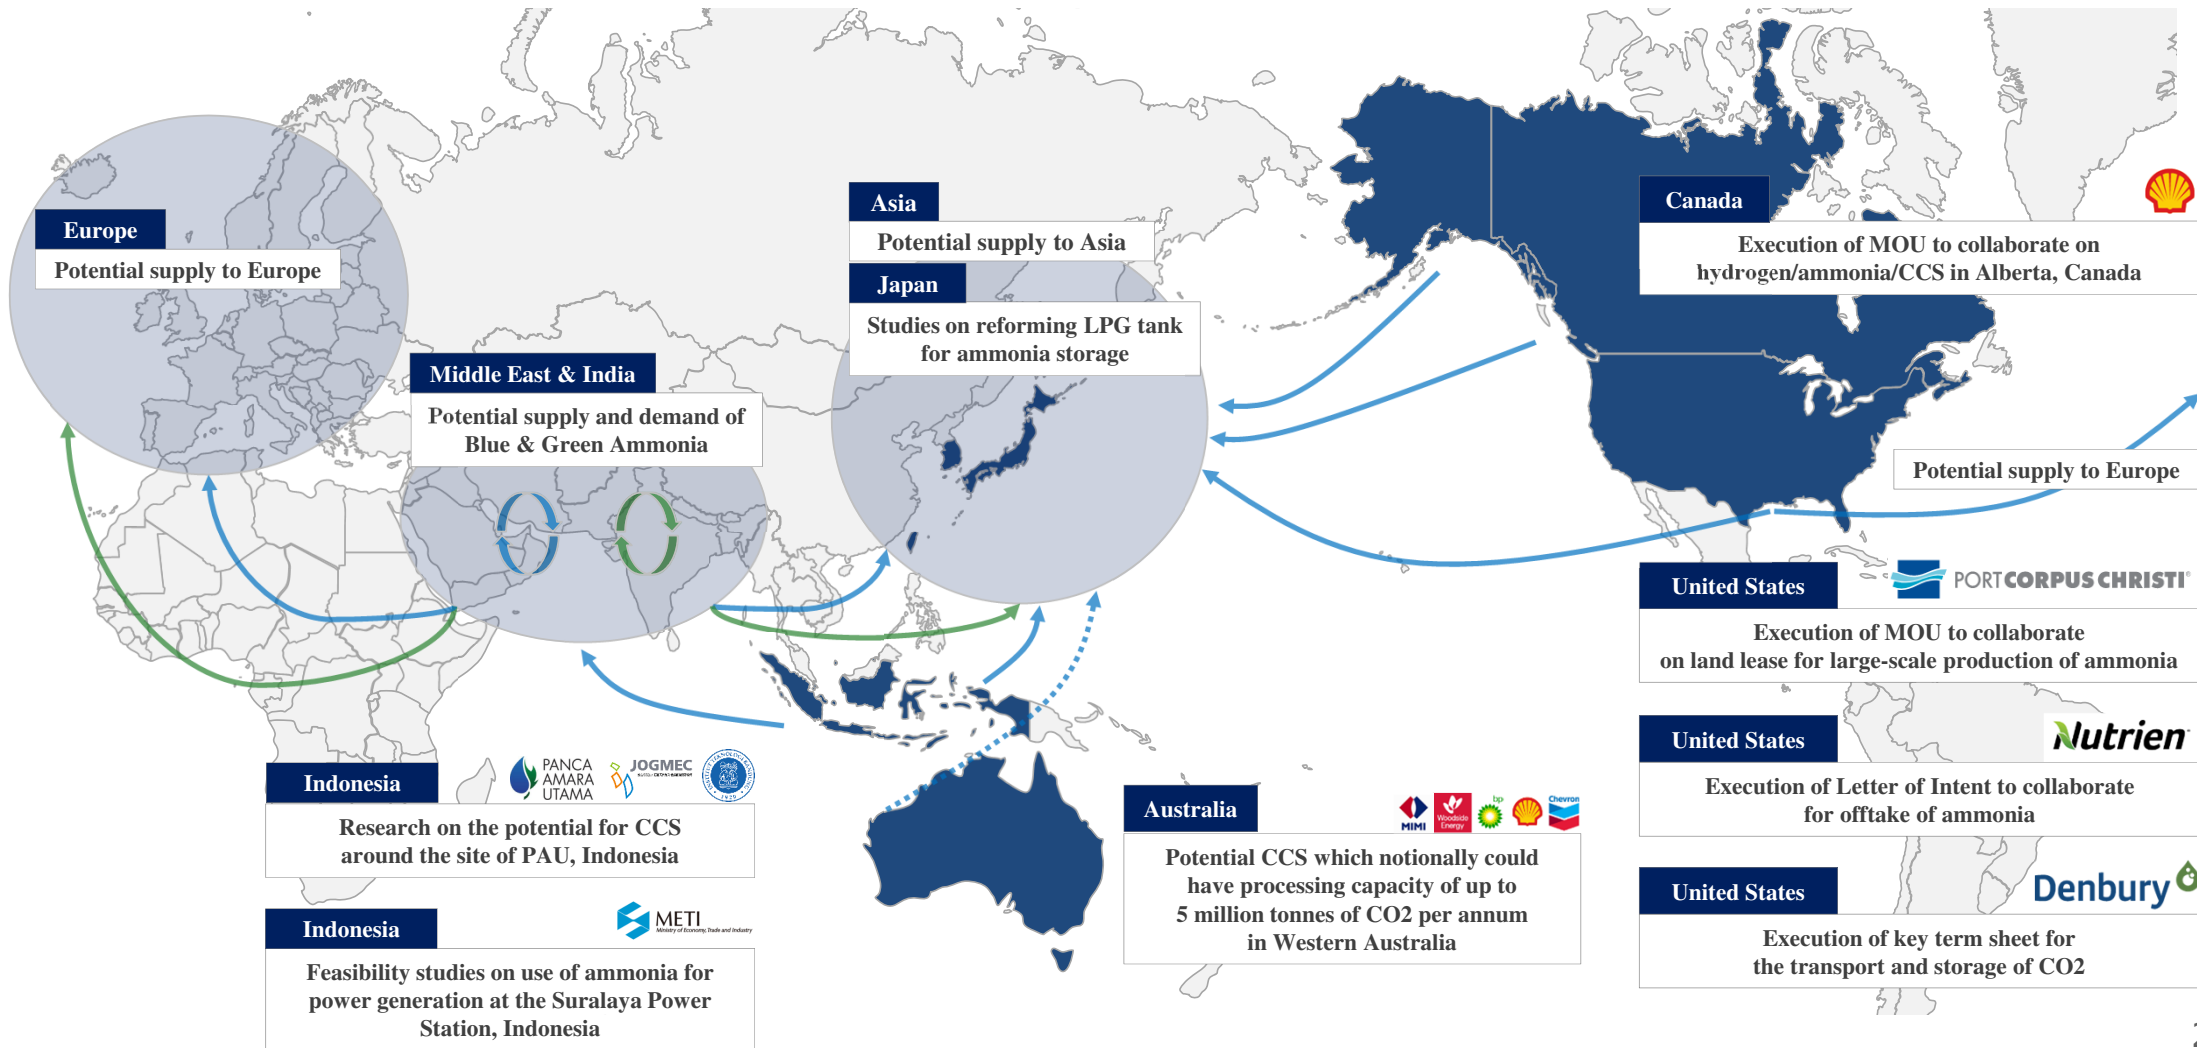 Europe
Potential supply to Europe
Middle East & India
Potential supply and demand of
Blue & Green Ammonia
Asia
Potential supply to Asia
Japan
Studies on reforming LPG tank
for ammonia storage
Canada
Execution of MOU to collaborate on
hydrogen/ammonia/CCS in Alberta, Canada
Potential supply to Europe
United States
PORTCORPUS CHRISTI
Execution of MOU to collaborate
on land lease for large-scale production of ammonia
United States
Nutrien
Execution of Letter of Intent to collaborate
for offtake of ammonia
United States
Denbury
Execution of key term sheet for
the transport and storage of CO2
Indonesia
PANCA
AMARA
UTAMA
JOGMEC
Research on the potential for CCS
around the site of PAU, Indonesia
Indonesia
METI
Ministry of Economy, Trade and Industry
Feasibility studies on use of ammonia for
power generation at the Suralaya Power
Station, Indonesia
Australia
MIMI
Woodside
Energy
bp
Chevron
Potential CCS which notionally could
have processing capacity of up to
5 million tonnes of CO2 per annum
in Western Australia